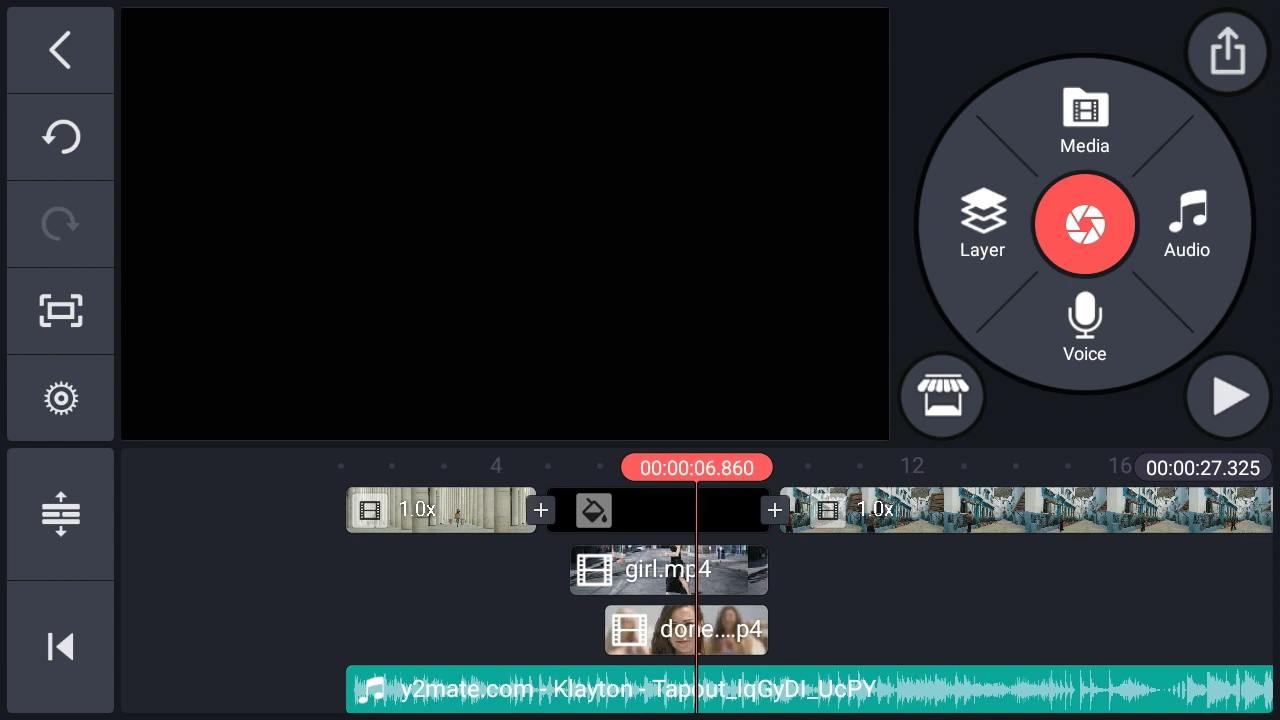 Media
Layer
Audio
Voice
4
00:00:06.860
12
16
00:00:27.325
1.0x
1.0x
girl.mp4
done....p4
y2mate.com - Klayton - Tapout_IqGyDI_UcPY